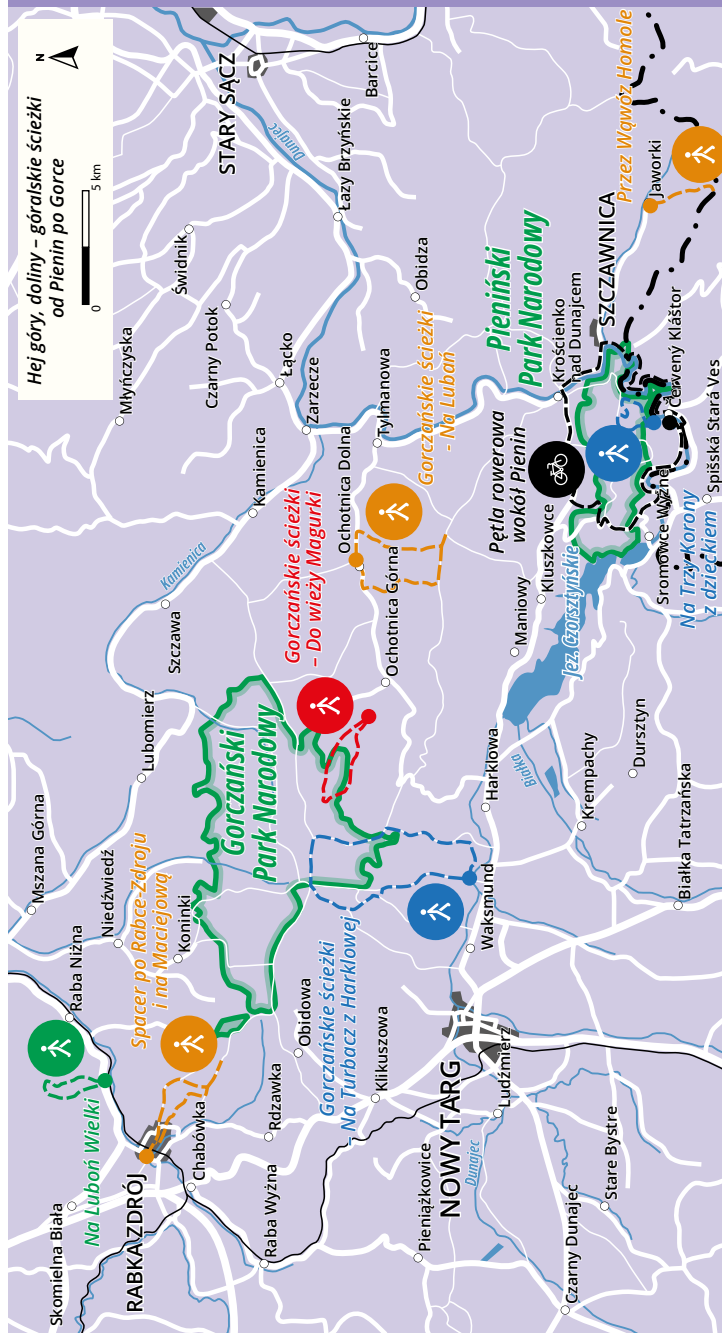 Hej góry, doliny – góralskie ścieżki
od Pienin po Gorce
N
0
5 km
Skomielna Biała
Na Luboń Wielki
Raba Niżna
Mszana Górna
RABKA ZDRÓJ
Chabówka
Spacer po Rabce-Zdroju
i na Maciejową
Niedźwiedź
Koninki
Lubomierz
Szczawa
Kamienica
Kamienica
Młyńczyska
Czarny Potok
Świdnik
STARY SĄCZ
Barcice
Dunajec
Łazy Brzyńskie
Łącko
Zarzecze
Obidza
Tylmanowa
Raba Wyżna
Rdzawka
Obidowa
Klikuszowa
Gorczański
Park Narodowy
Gorczańskie ścieżki
– Do wieży Magurki
Ochotnica Dolna
Ochotnica Górna
Gorczańskie ścieżki
- Na Lubań
Gorczańskie ścieżki
– Na Turbacz z Harklowej
Pieniążkowice
NOWY TARG
Ludźmierz
Dunajec
Waksmund
Harklowa
Maniowy
Kluszkowce
Pętla rowerowa
wokół Pienin
Krościenko
nad Dunajcem
Pieniński
Park Narodowy
SZCZAWNICA
Jaworki
Przez Wąwóz Homole
Czarny Dunajec
Stare Bystre
Białka
Krempachy
Dursztyn
Białka Tatrzańska
Jez. Czorsztyńskie
Sromowce Wyżne
Na Trzy Korony
z dzieckiem
Spišská Stará Ves
Červený Kláštor